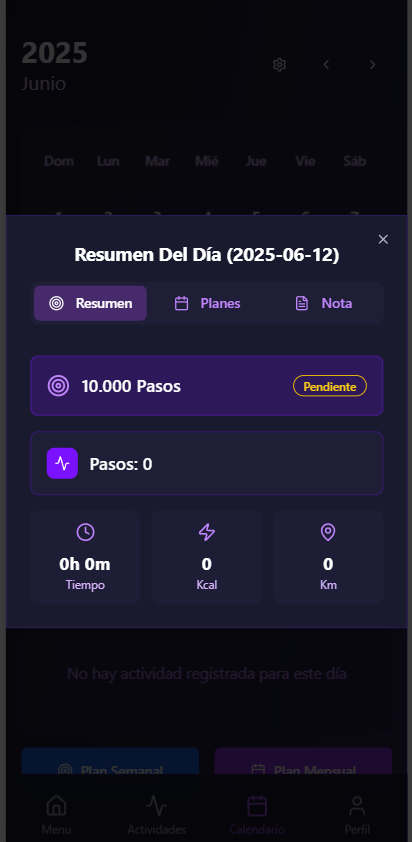 2025
Junio
Dom Lun Mar Mié Jue Vie Sáb
Resumen Del Día (2025-06-12)
Resumen Planes Nota
10.000 Pasos Pendiente
Pasos: 0
0h 0m 0 0
Tiempo Kcal Km
No hay actividad registrada para este día
Plan Semanal Plan Mensual
Menu Actividades Calendario Perfil